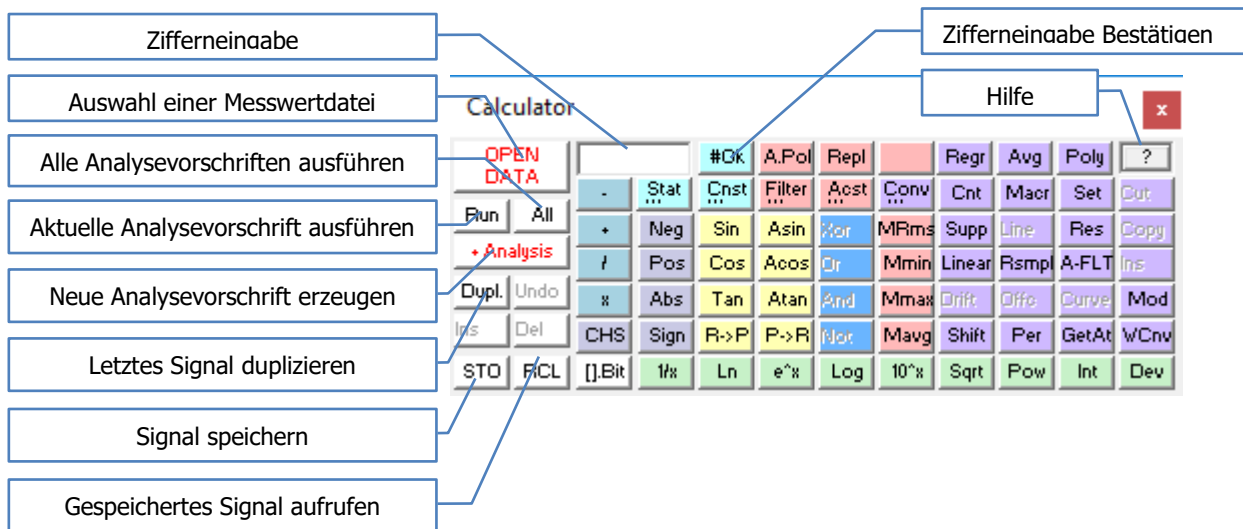 Zifferneingabe
Zifferneingabe Bestätigen
Auswahl einer Messwertdatei
Hilfe
Alle Analysevorschriften ausführen
Aktuelle Analysevorschrift ausführen
Neue Analysevorschrift erzeugen
Letztes Signal duplizieren
Signal speichern
Gespeichertes Signal aufrufen
Calculator
x
OPEN DATA
#Ok A.Pol Repl Regr Avg Poly ?
- Stat ... Cnst ... Filter ... Acst ... Conv ... Cnt Macr Set Cut
Run All
+ Neg Sin Asin Xor MRms Supp Line Res Copy
+ Analysis
/ Pos Cos Acos Or Mmin Linear Rsmpl A-FLT Ins
Dupl. Undo x Abs Tan Atan And Mmax Drift Offc Curve Mod
Ins Del CHS Sign R->P P->R Not Mavg Shift Per GetAt WCnv
STO RCL [].Bit 1/x Ln e^x Log 10^x Sqrt Pow Int Dev